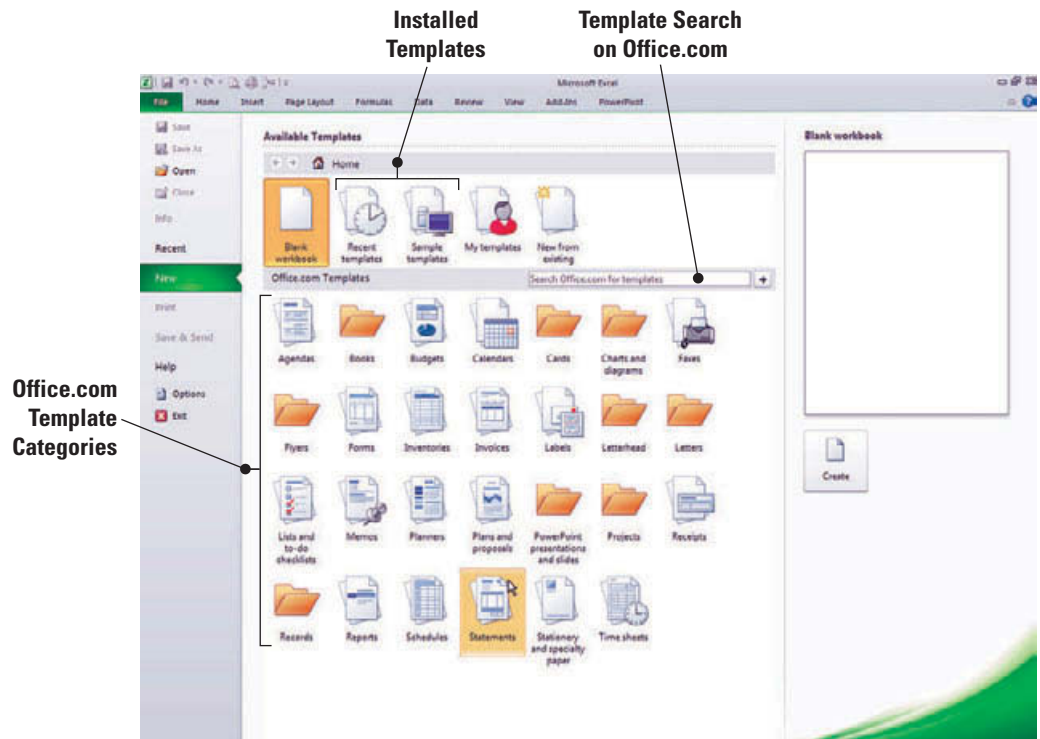 Installed
Templates
Template Search
on Office.com
Microsoft Excel
File Home Insert Page Layout Formulas Data Review View Add-Ins PowerPivot
Save
Save As
Open
Close
Info
Recent
New
Print
Save & Send
Help
Options
Exit
Available Templates
Home
Blank workbook
Blank
workbook
Recent
templates
Sample
templates
My templates
New from
existing
Office.com Templates
Search Office.com for templates
Agendas
Books
Budgets
Calendars
Cards
Charts and
diagrams
Faxes
Office.com
Template
Categories
Flyers
Forms
Inventories
Invoices
Labels
Letterhead
Letters
Create
Lists and
to-do
checklists
Memos
Planners
Plans and
proposals
PowerPoint
presentations
and slides
Projects
Receipts
Records
Reports
Schedules
Statements
Stationery
and specialty
paper
Time sheets